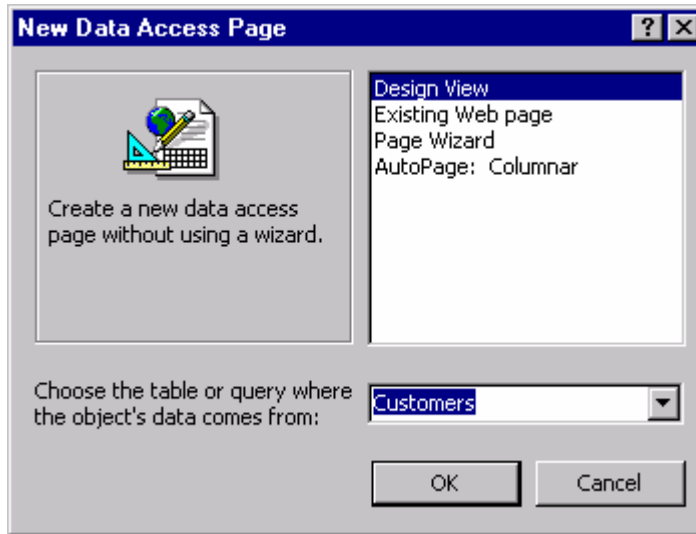 New Data Access Page
Create a new data access
page without using a wizard.
Design View
Existing Web page
Page Wizard
AutoPage:  Columnar
Choose the table or query where
the object's data comes from:
Customers
OK
Cancel